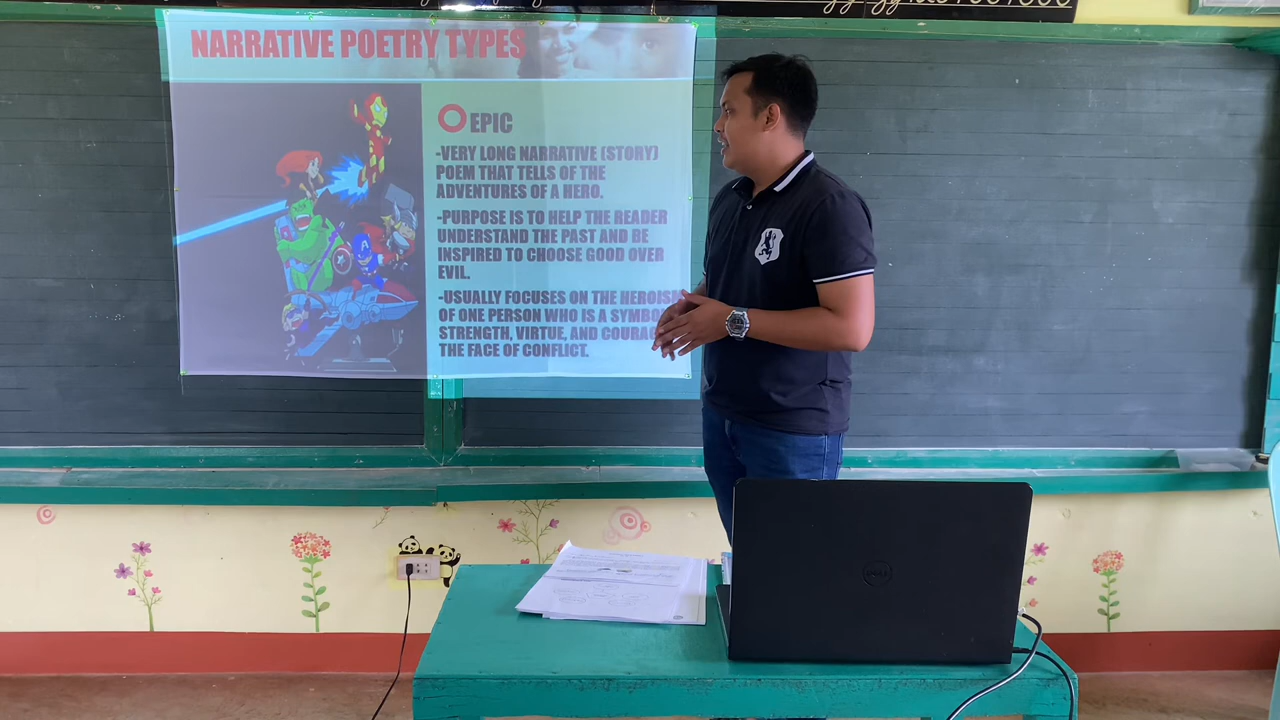 NARRATIVE POETRY TYPES
EPIC
-VERY LONG NARRATIVE (STORY)
POEM THAT TELLS OF THE
ADVENTURES OF A HERO.
-PURPOSE IS TO HELP THE READER
UNDERSTAND THE PAST AND BE
INSPIRED TO CHOOSE GOOD OVER
EVIL.
-USUALLY FOCUSES ON THE HEROISM
OF ONE PERSON WHO IS A
STRENGTH, VIRTUE, AND
THE FACE OF CONFLICT.
DELL